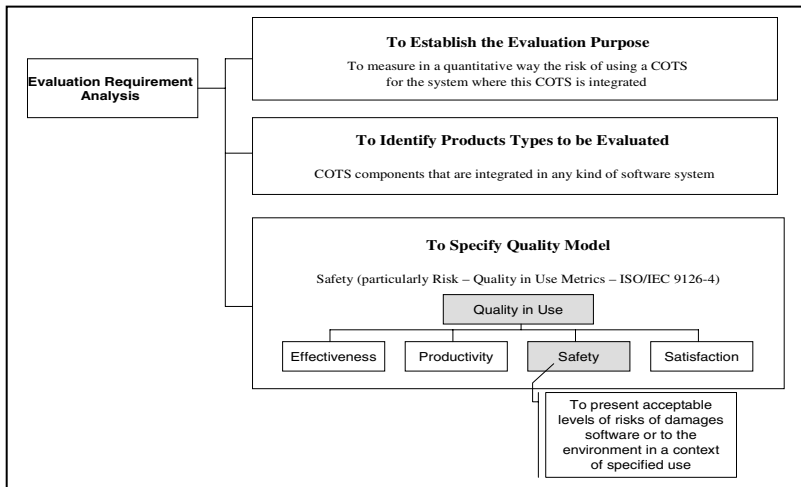 To Establish the Evaluation Purpose
To measure in a quantitative way the risk of using a COTS
for the system where this COTS is integrated
Evaluation Requirement
Analysis
To Identify Products Types to be Evaluated
COTS components that are integrated in any kind of software system
To Specify Quality Model
Safety (particularly Risk – Quality in Use Metrics – ISO/IEC 9126-4)
Quality in Use
Effectiveness
Productivity
Safety
Satisfaction
To present acceptable
levels of risks of damages
software or to the
environment in a context
of specified use